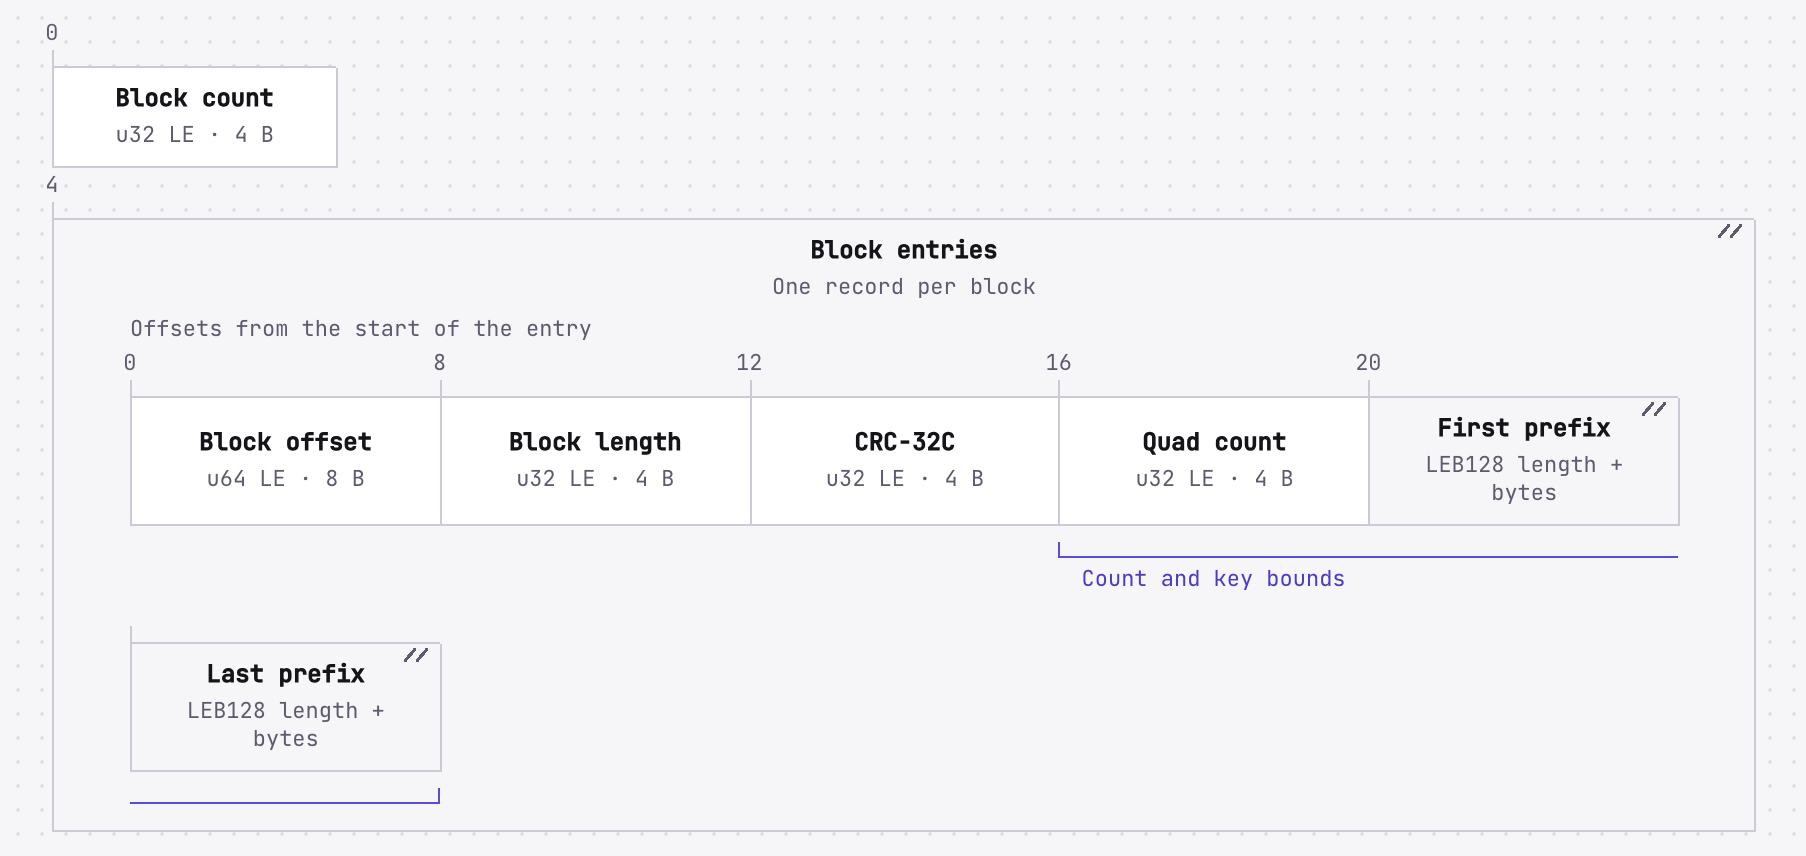 0
Block count
u32 LE · 4 B
4
Block entries
One record per block
Offsets from the start of the entry
0 8 12 16 20
Block offset
u64 LE · 8 B
Block length
u32 LE · 4 B
CRC-32C
u32 LE · 4 B
Quad count
u32 LE · 4 B
First prefix
LEB128 length +
bytes
Count and key bounds
Last prefix
LEB128 length +
bytes